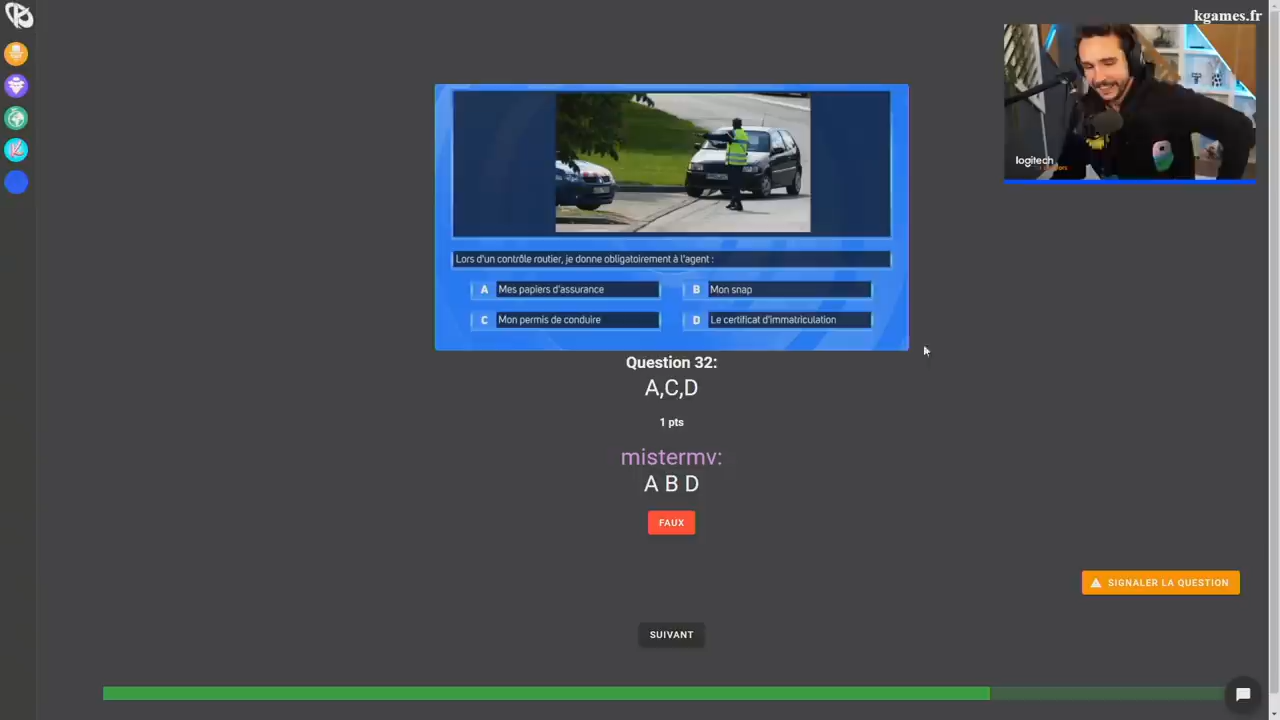 kgames.fr
logitech
Lors d'un contrôle routier, je donne obligatoirement à l'agent :
A Mes papiers d'assurance
B Mon snap
C Mon permis de conduire
D Le certificat d'immatriculation
Question 32:
A,C,D
1 pts
mistermv:
A B D
FAUX
SIGNALER LA QUESTION
SUIVANT